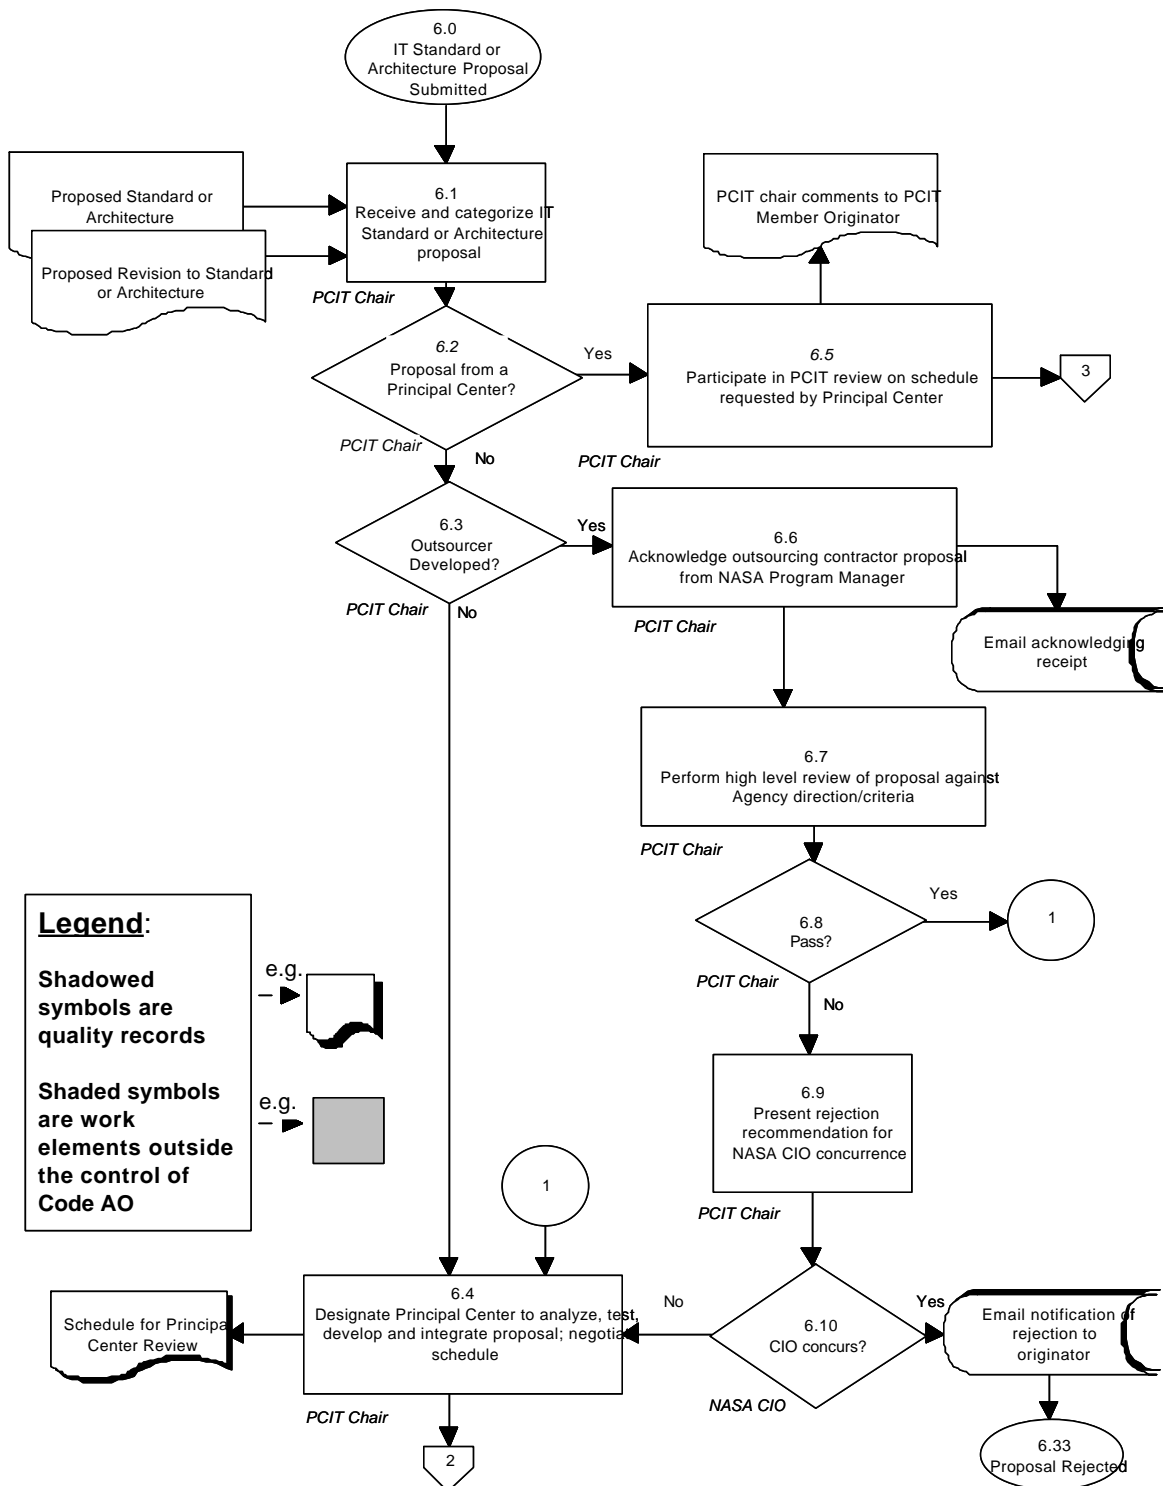 6.0
IT Standard or
Architecture Proposal
Submitted
Proposed Standard or
Architecture
Proposed Revision to Standard
or Architecture
6.1
Receive and categorize IT
Standard or Architecture
proposal
PCIT Chair
PCIT chair comments to PCIT
Member Originator
6.2
Proposal from a
Principal Center?
PCIT Chair
Yes
No
6.5
Participate in PCIT review on schedule
requested by Principal Center
PCIT Chair
3
6.3
Outsourcer
Developed?
PCIT Chair
Yes
No
6.6
Acknowledge outsourcing contractor proposal
from NASA Program Manager
PCIT Chair
Email acknowledging
receipt
6.7
Perform high level review of proposal against
Agency direction/criteria
PCIT Chair
6.8
Pass?
PCIT Chair
Yes
1
No
Legend:
Shadowed
symbols are
quality records
e.g.
Shaded symbols
are work
elements outside
the control of
Code AO
e.g.
6.9
Present rejection
recommendation for
NASA CIO concurrence
PCIT Chair
1
6.4
Designate Principal Center to analyze, test,
develop and integrate proposal; negotia
schedule
PCIT Chair
Schedule for Principa
Center Review
2
No
6.10
CIO concurs?
NASA CIO
Yes
Email notification of
rejection to
originator
6.33
Proposal Rejected